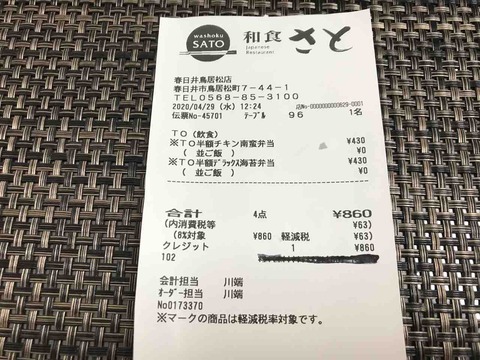 washoku
SATO
和食 さと
Japanese
Restaurant
春日井鳥居松店
春日井市鳥居松町7-44-1
TEL0568-85-3100
2020/04/29 (水) 12:24 店No-000000000829-0001
伝票No-45701 テーブル 96 1名
TO(飲食)
※TO半額チキン南蛮弁当 ¥430
( 並ご飯 ) ¥0
※TO半額デラックス海苔弁当 ¥430
( 並ご飯 ) ¥0
合計 4点 ¥860
(内消費税等 ¥63)
(8%対象 ¥860 軽減税 ¥63)
クレジット 1 ¥860
102
会計担当 川端
オーダー担当 川端
No0173370
※マークの商品は軽減税率対象です。